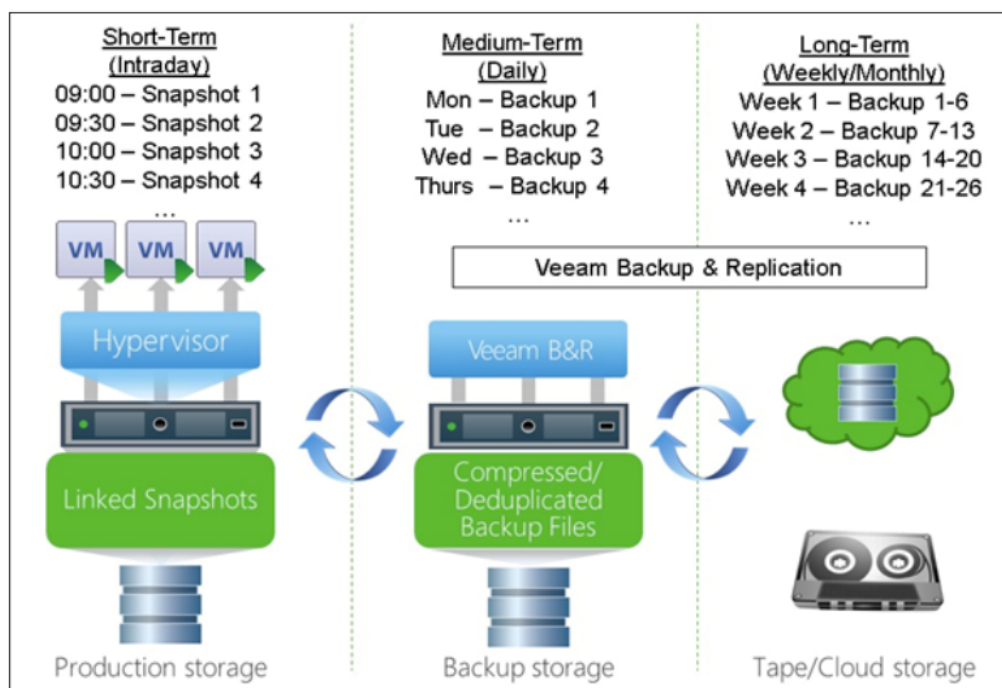 Short-Term
(Intraday)
09:00 – Snapshot 1
09:30 – Snapshot 2
10:00 – Snapshot 3
10:30 – Snapshot 4
...
VM VM VM
Hypervisor
Linked Snapshots
Production storage
Medium-Term
(Daily)
Mon – Backup 1
Tue – Backup 2
Wed – Backup 3
Thurs – Backup 4
...
Veeam Backup & Replication
Veeam B&R
Compressed/
Deduplicated
Backup Files
Backup storage
Long-Term
(Weekly/Monthly)
Week 1 – Backup 1-6
Week 2 – Backup 7-13
Week 3 – Backup 14-20
Week 4 – Backup 21-26
...
Tape/Cloud storage